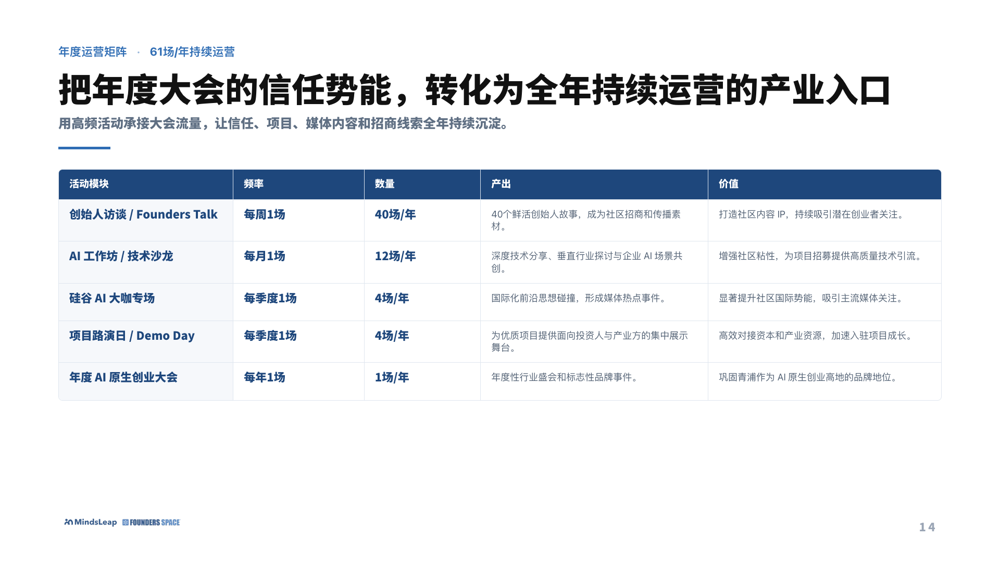 年度运营矩阵 · 61场/年持续运营
把年度大会的信任势能，转化为全年持续运营的产业入口
用高频活动承接大会流量，让信任、项目、媒体内容和招商线索全年持续沉淀。
活动模块 频率 数量 产出 价值
创始人访谈 / Founders Talk 每周1场 40场/年 40个鲜活创始人故事，成为社区招商和传播素 打造社区内容 IP，持续吸引潜在创业者关注。
材。
AI 工作坊 / 技术沙龙 每月1场 12场/年 深度技术分享、垂直行业探讨与企业 AI 场景共 增强社区粘性，为项目招募提供高质量技术引流。
创。
硅谷 AI 大咖专场 每季度1场 4场/年 国际化前沿思想碰撞，形成媒体热点事件。 显著提升社区国际势能，吸引主流媒体关注。
项目路演日 / Demo Day 每季度1场 4场/年 为优质项目提供面向投资人与产业方的集中展示 高效对接资本和产业资源，加速入驻项目成长。
舞台。
年度 AI 原生创业大会 每年1场 1场/年 年度性行业盛会和标志性品牌事件。 巩固青浦作为 AI 原生创业高地的品牌地位。
MindsLeap FOUNDERS SPACE
14